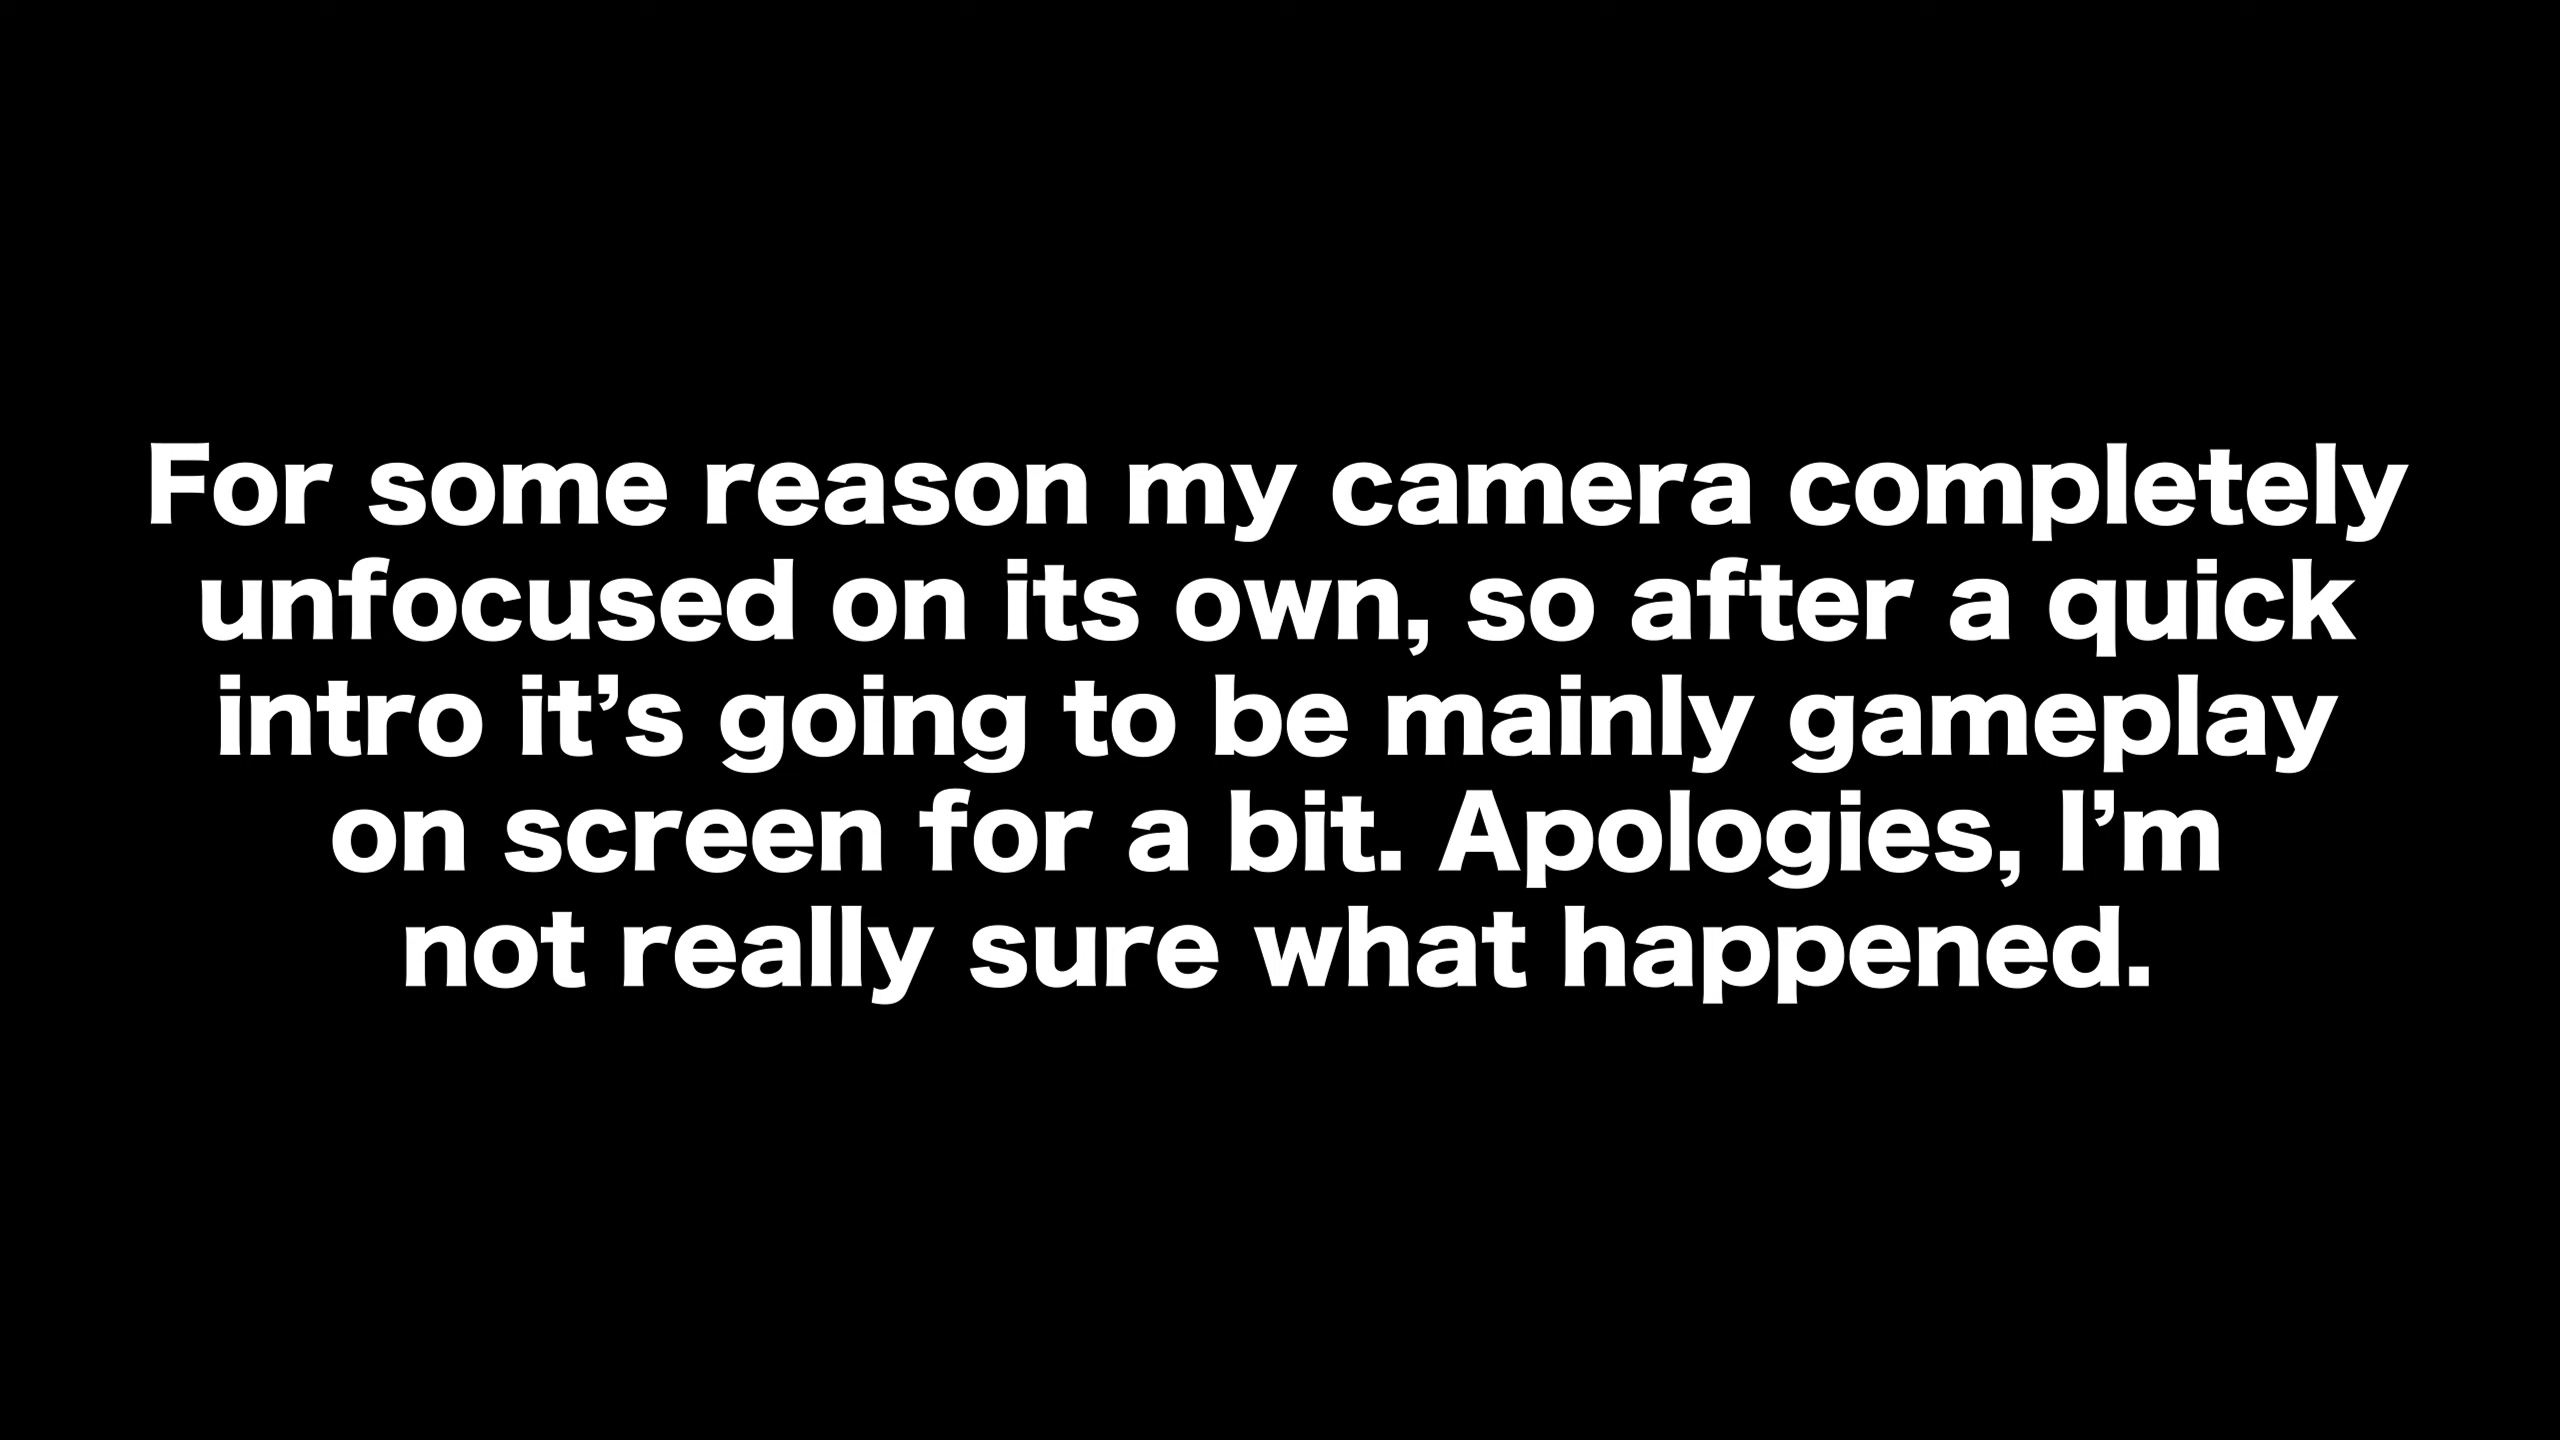 For some reason my camera completely
unfocused on its own, so after a quick
intro it’s going to be mainly gameplay
on screen for a bit. Apologies, I’m
not really sure what happened.